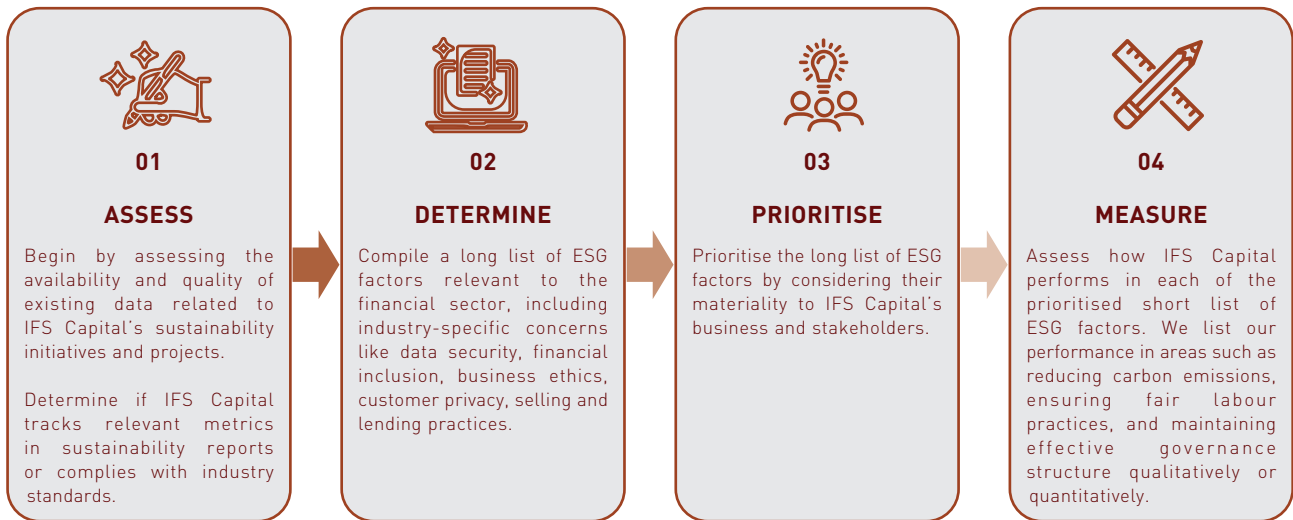 01
ASSESS
Begin by assessing the
availability and quality of
existing data related to
IFS Capital's sustainability
initiatives and projects.
Determine if IFS Capital
tracks relevant metrics
in sustainability reports
or complies with industry
standards.
02
DETERMINE
Compile a long list of ESG
factors relevant to the
financial sector, including
industry-specific concerns
like data security, financial
inclusion, business ethics,
customer privacy, selling and
lending practices.
03
PRIORITISE
Prioritise the long list of ESG
factors by considering their
materiality to IFS Capital's
business and stakeholders.
04
MEASURE
Assess how IFS Capital
performs in each of the
prioritised short list of
ESG factors. We list our
performance in areas such as
reducing carbon emissions,
ensuring fair labour
practices, and maintaining
effective governance
structure qualitatively or
quantitatively.